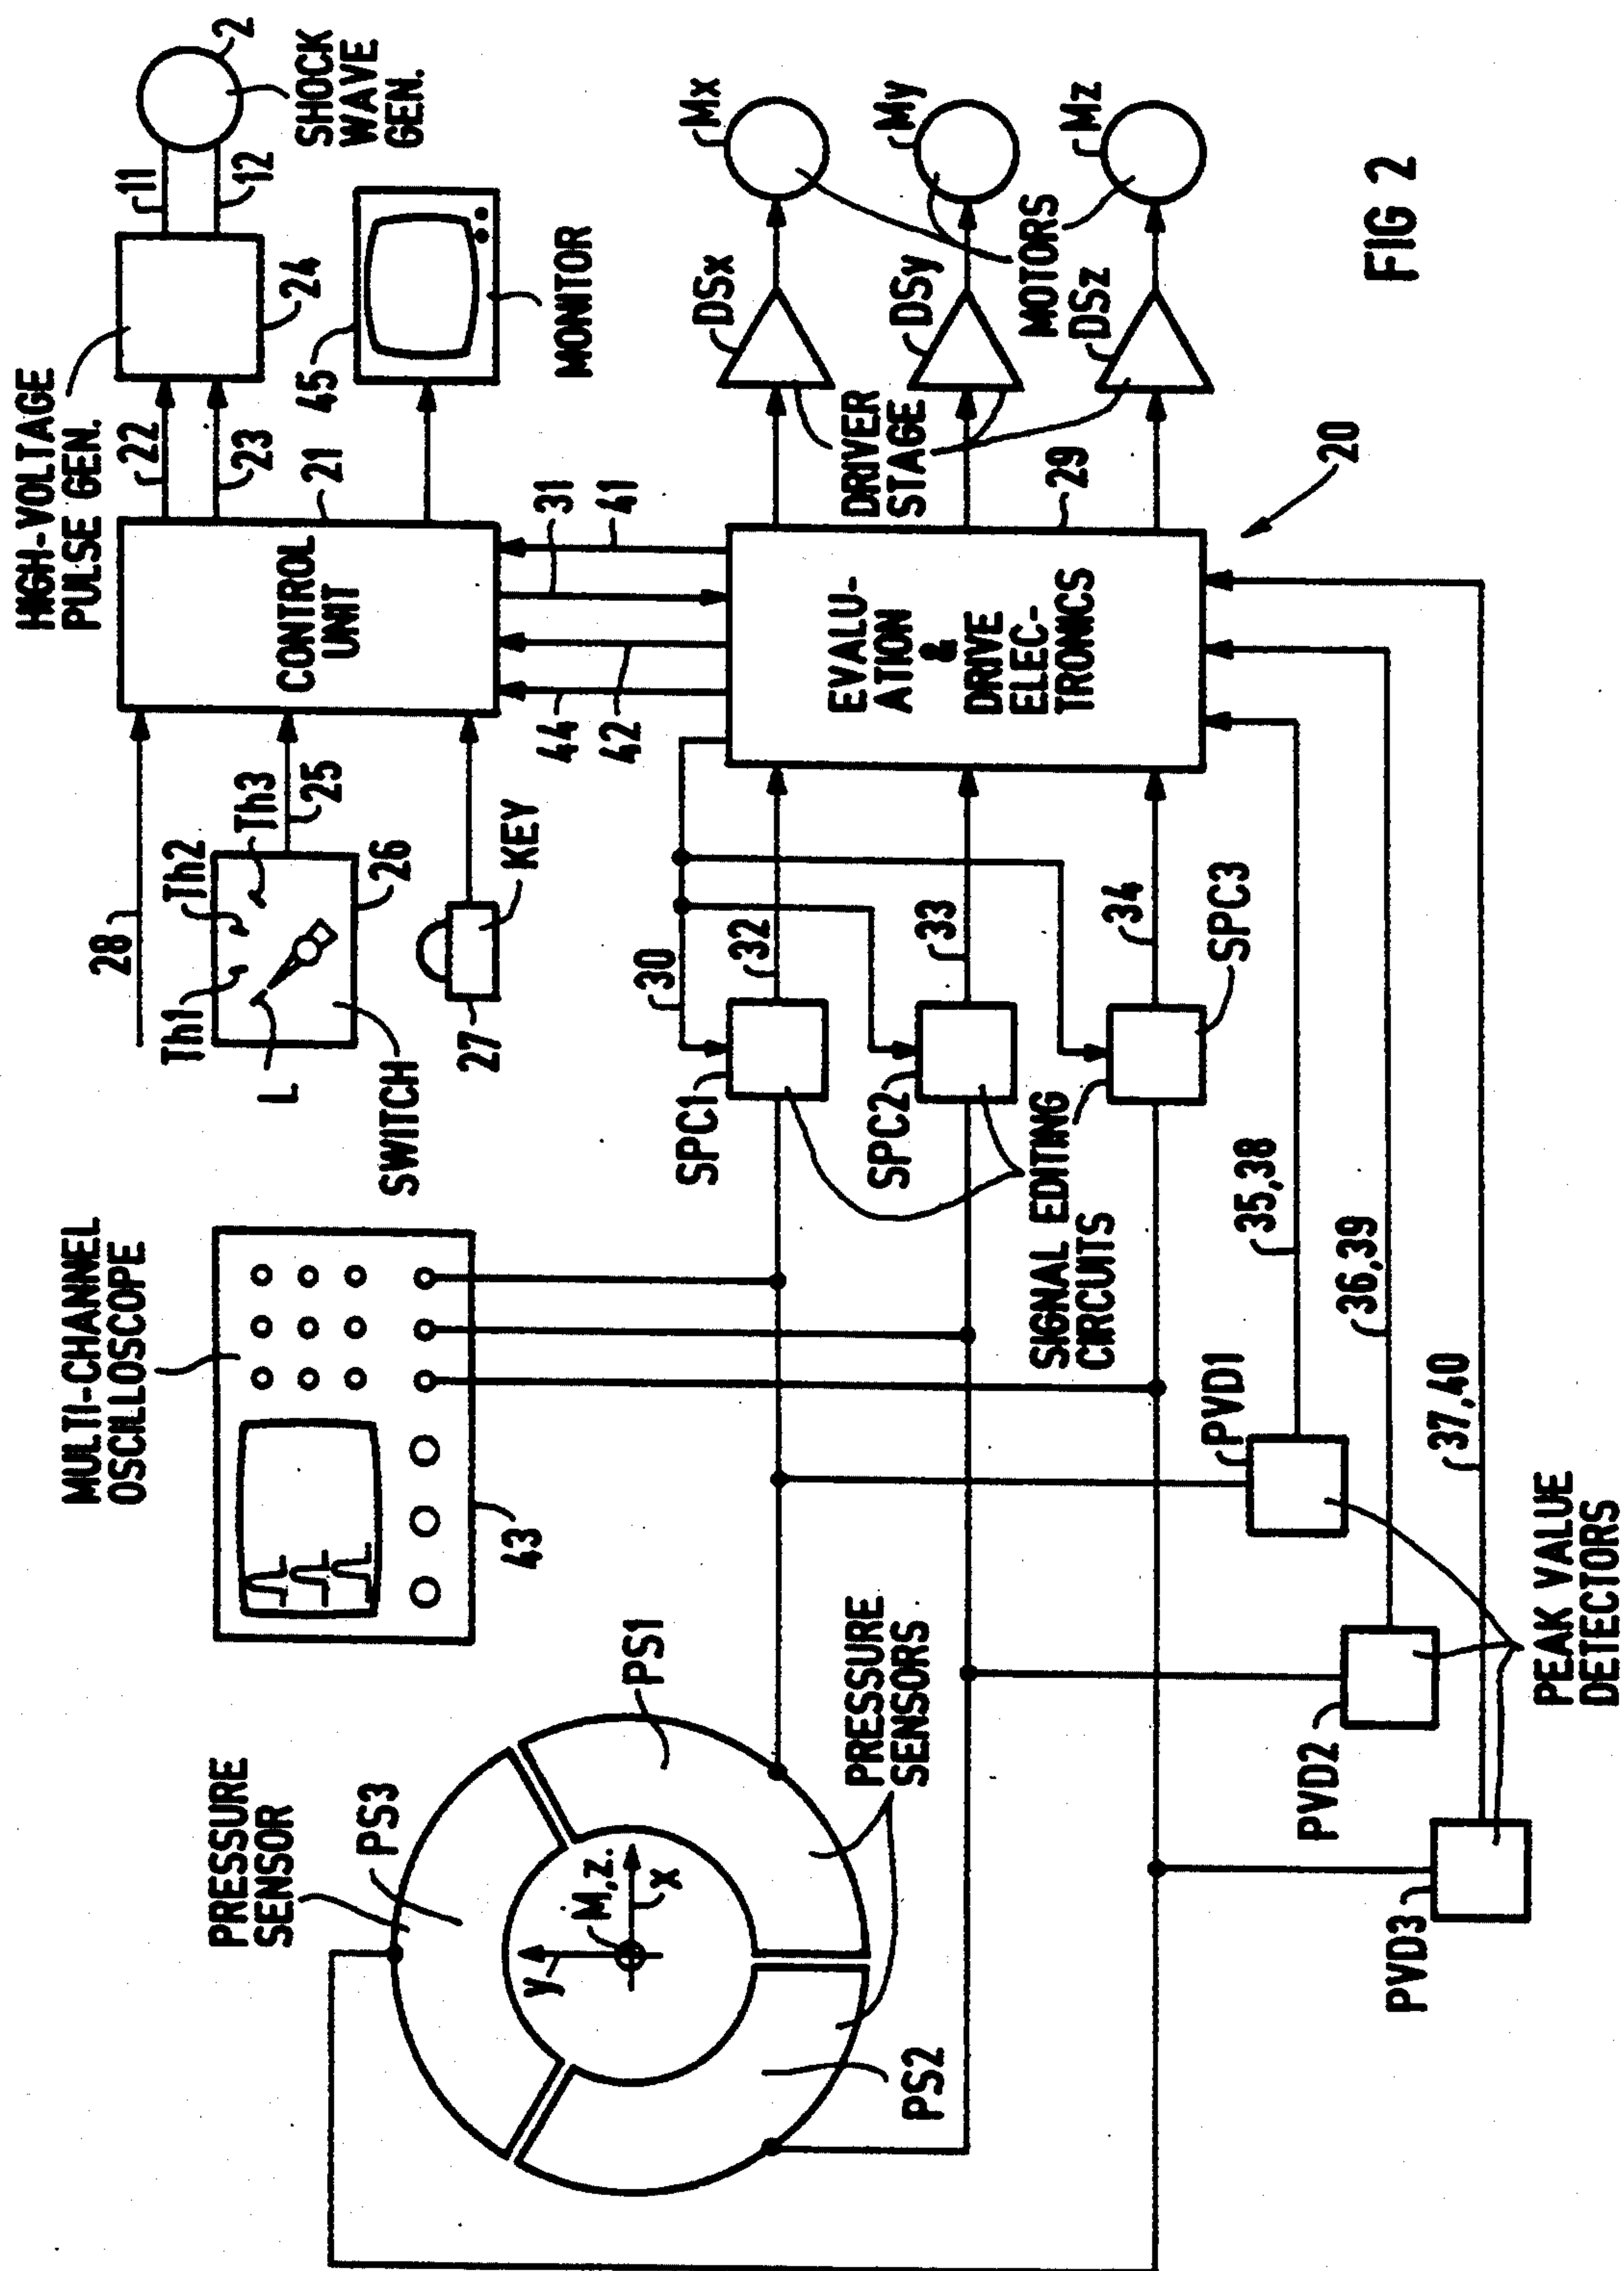 HIGH-VOLTAGE
PULSE GEN.
22
23
11
12
24
2
SHOCK
WAVE
GEN.
28
Th1
Th2
Th3
25
L
26
SWITCH
27
KEY
CONTROL
UNIT
21
45
MONITOR
MULTI-CHANNEL
OSCILLOSCOPE
43
44
42
31
41
PRESSURE
SENSOR
PS3
PS1
PS2
M,z.
x
y
PRESSURE
SENSORS
30
32
33
34
SPC1
SPC2
SPC3
SIGNAL EDITING
CIRCUITS
EVALU-
ATION
&
DRIVE
ELEC-
TRONICS
29
DRIVER
STAGE
DSx
DSy
DSz
Mx
My
Mz
MOTORS
PVD1
PVD2
PVD3
35,38
36,39
37,40
PEAK VALUE
DETECTORS
20
FIG 2